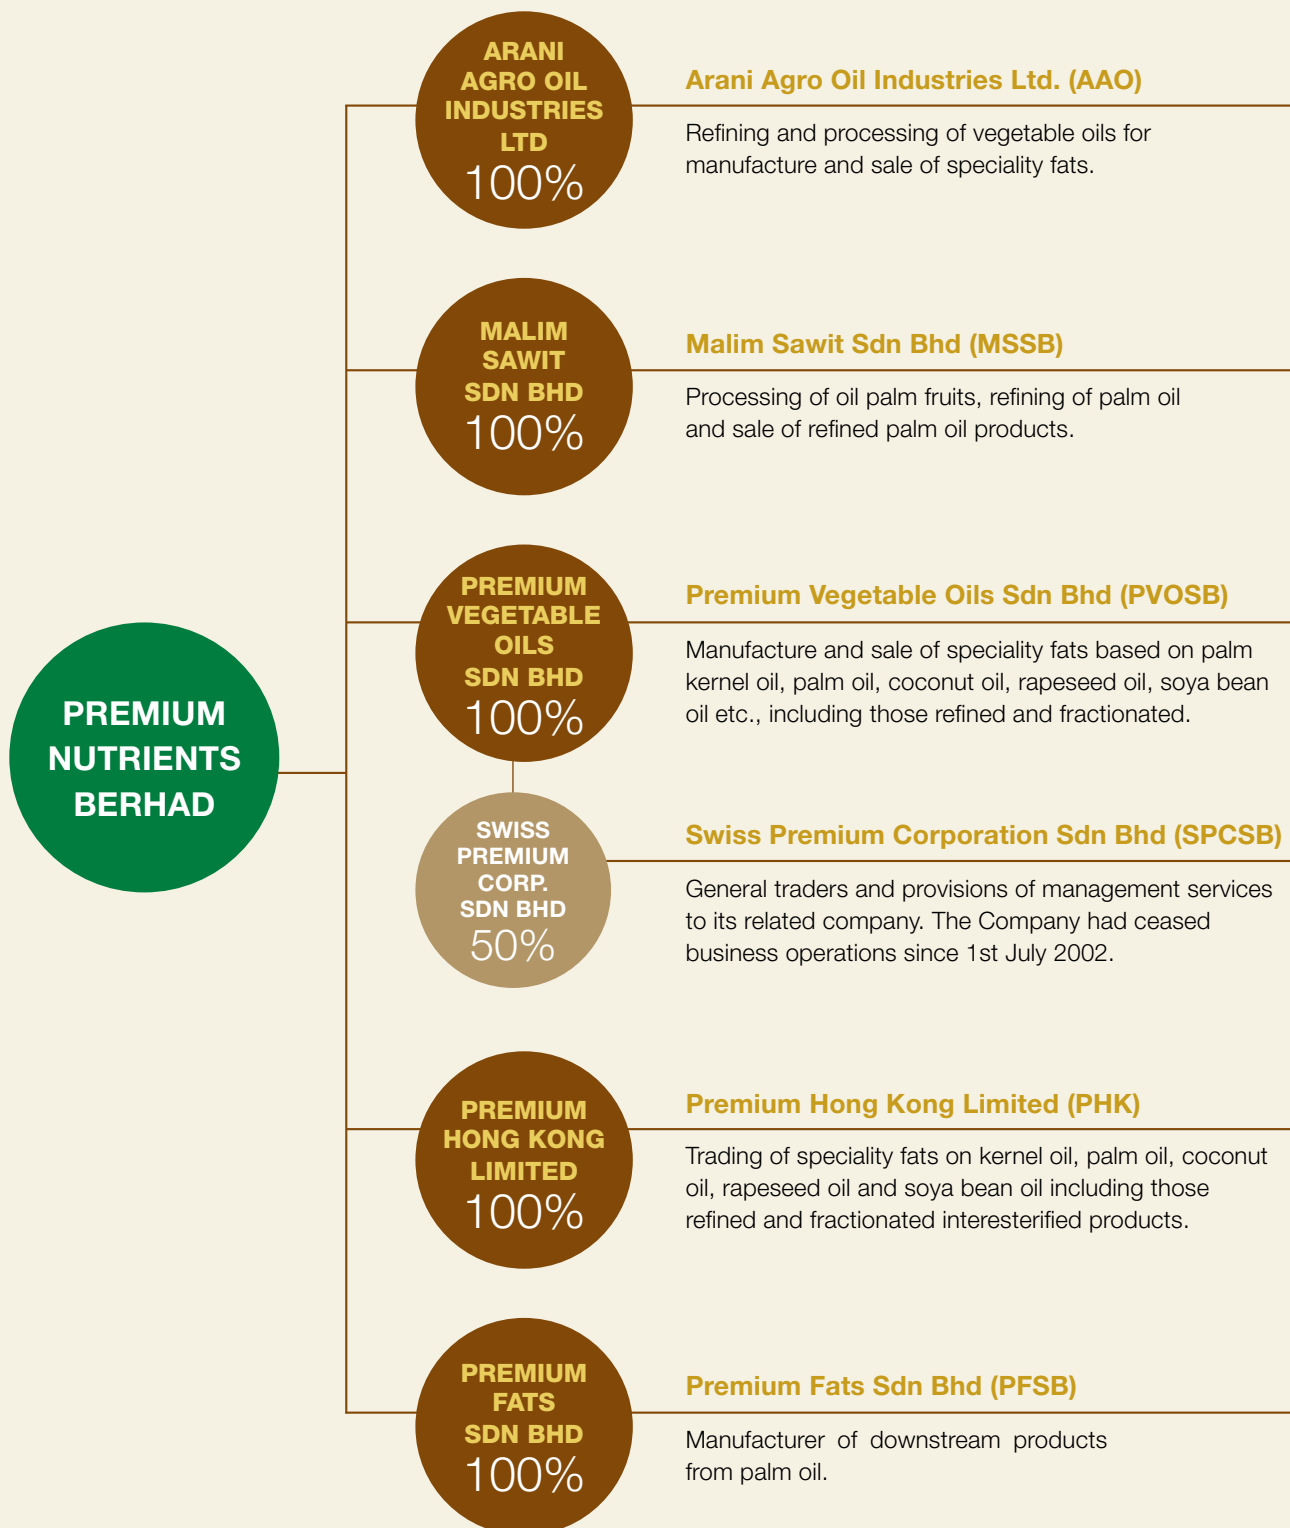 ARANI
AGRO OIL
INDUSTRIES
LTD
100%
Arani Agro Oil Industries Ltd. (AAO)
Refining and processing of vegetable oils for
manufacture and sale of speciality fats.
MALIM
SAWIT
SDN BHD
100%
Malim Sawit Sdn Bhd (MSSB)
Processing of oil palm fruits, refining of palm oil
and sale of refined palm oil products.
PREMIUM
NUTRIENTS
BERHAD
PREMIUM
VEGETABLE
OILS
SDN BHD
100%
Premium Vegetable Oils Sdn Bhd (PVOSB)
Manufacture and sale of speciality fats based on palm
kernel oil, palm oil, coconut oil, rapeseed oil, soya bean
oil etc., including those refined and fractionated.
SWISS
PREMIUM
CORP.
SDN BHD
50%
Swiss Premium Corporation Sdn Bhd (SPCSB)
General traders and provisions of management services
to its related company. The Company had ceased
business operations since 1st July 2002.
PREMIUM
HONG KONG
LIMITED
100%
Premium Hong Kong Limited (PHK)
Trading of speciality fats on kernel oil, palm oil, coconut
oil, rapeseed oil and soya bean oil including those
refined and fractionated interesterified products.
PREMIUM
FATS
SDN BHD
100%
Premium Fats Sdn Bhd (PFSB)
Manufacturer of downstream products
from palm oil.